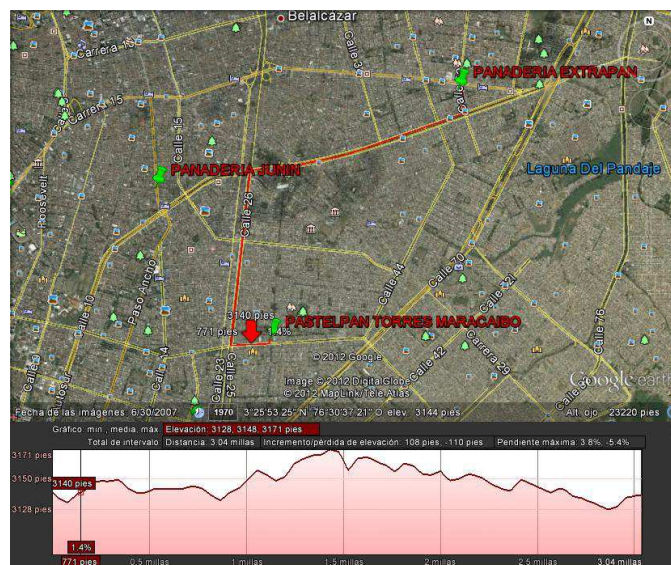 Belalcázar
N
Carrera 15
Calle 15
PANADERIA EXTRAPAN
PANADERIA JUNIN
Laguna Del Pondaje
Roosevelt
Calle 26
Paso Ancho
Calle 10
Calle 44
Calle 70
Calle 72
Calle 76
3140 pies
771 pies 1.4%
PASTELPAN TORRES MARACAIBO
Calle 23
Calle 25
Calle 42
Carrera 29
© 2012 Google
Image © 2012 DigitalGlobe
© 2012 MapLink/Tele Atlas
Google earth
Fecha de las imágenes: 6/30/2007 1970 3°25'53.25" N 76°30'37.21" O elev. 3144 pies Alt. ojo 23220 pies
Gráfico: mín., media, máx. Elevación: 3128, 3148, 3171 pies
Total de intervalo Distancia: 3.04 millas Incremento/pérdida de elevación: 108 pies, -110 pies Pendiente máxima: 3.8%, -5.4%
3171 pies
3150 pies
3140 pies
3128 pies
1.4%
771 pies 0.5 millas 1 millas 1.5 millas 2 millas 2.5 millas 3.04 millas